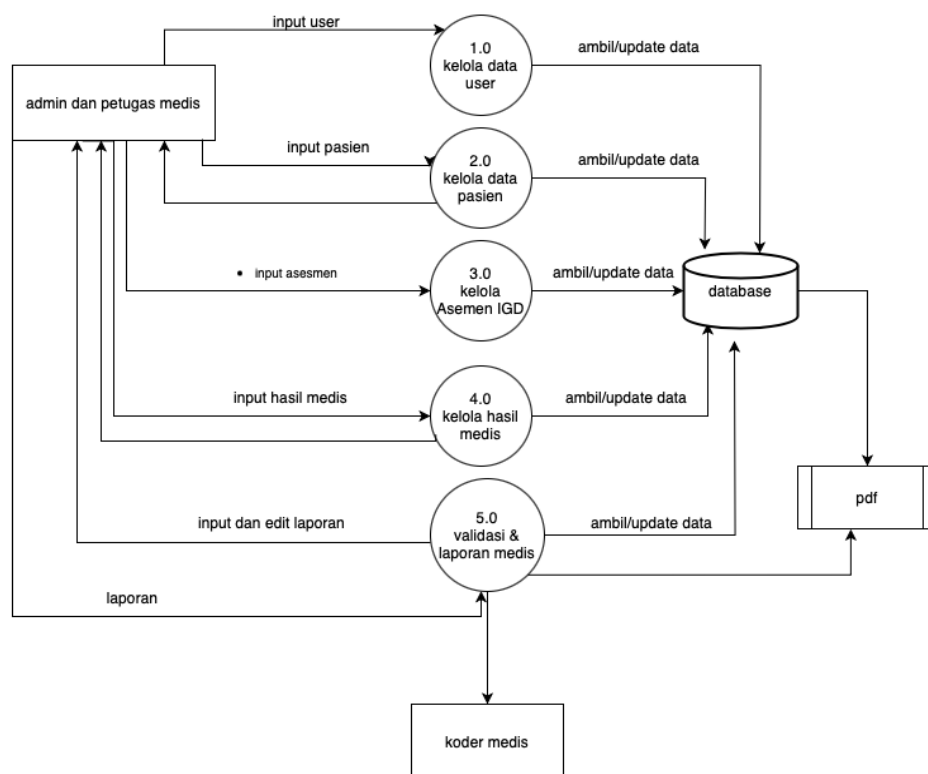 input user
1.0
kelola data
user
ambil/update data
admin dan petugas medis
input pasien
2.0
kelola data
pasien
ambil/update data
• input asesmen
3.0
kelola
Asemen IGD
ambil/update data
database
input hasil medis
4.0
kelola hasil
medis
ambil/update data
pdf
input dan edit laporan
5.0
validasi &
laporan medis
ambil/update data
laporan
koder medis